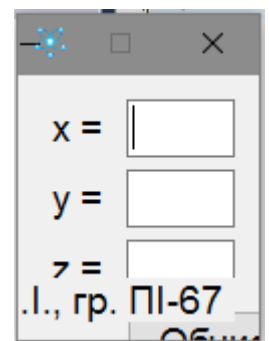 x =
y =
z =
.І., гр. ПІ-67